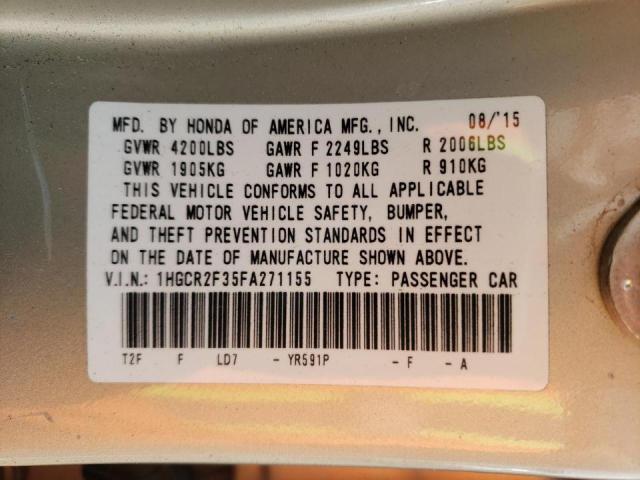 MFD. BY HONDA OF AMERICA MFG., INC. 08/'15
GVWR 4200LBS GAWR F 2249LBS R 2006LBS
GVWR 1905KG GAWR F 1020KG R 910KG
THIS VEHICLE CONFORMS TO ALL APPLICABLE
FEDERAL MOTOR VEHICLE SAFETY, BUMPER,
AND THEFT PREVENTION STANDARDS IN EFFECT
ON THE DATE OF MANUFACTURE SHOWN ABOVE.
V.I.N.: 1HGCR2F35FA271155 TYPE: PASSENGER CAR
T2F F LD7 - YR591P - F - A